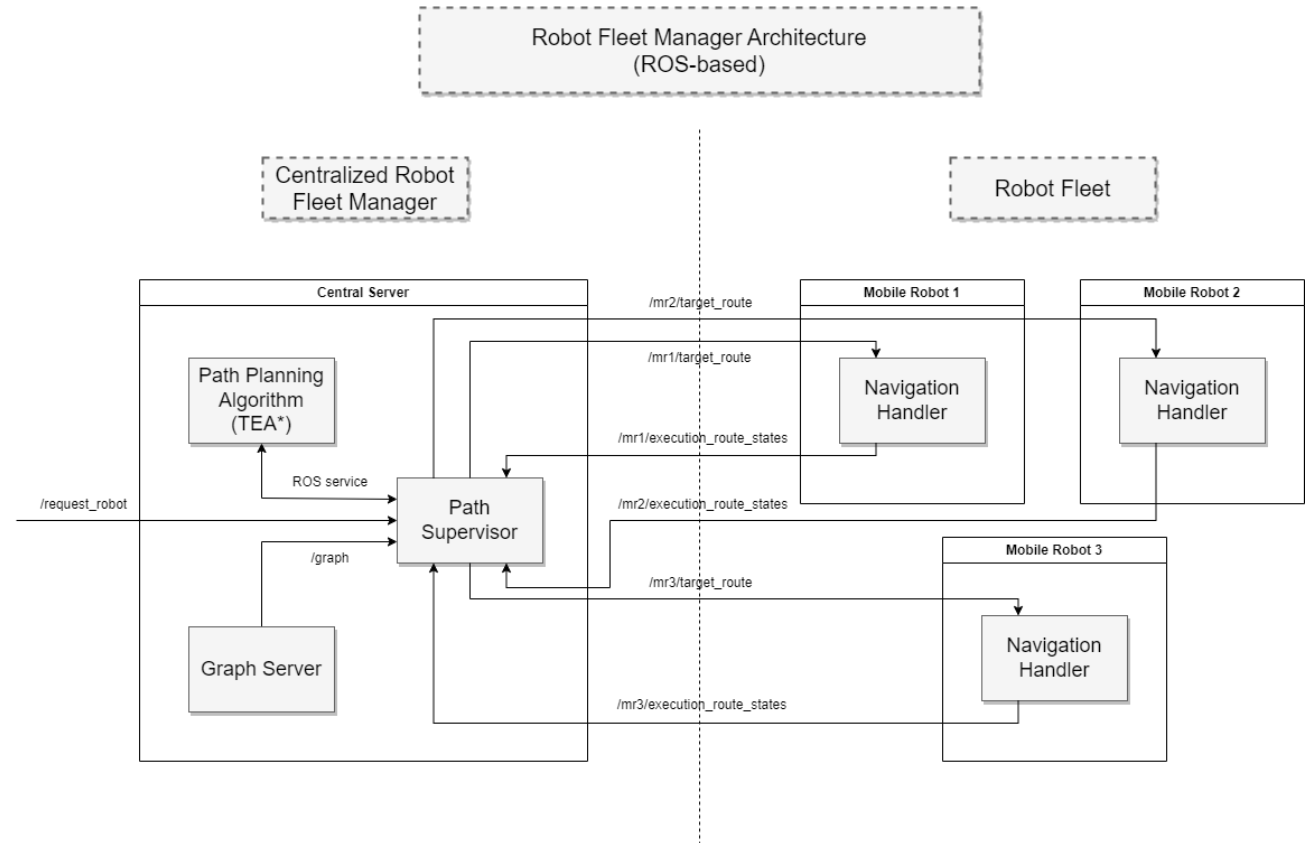 Robot Fleet Manager Architecture
(ROS-based)
Centralized Robot
Fleet Manager
Robot Fleet
Central Server
Mobile Robot 1
Mobile Robot 2
/mr2/target_route
/mr1/target_route
Path Planning
Algorithm
(TEA*)
Navigation
Handler
Navigation
Handler
/mr1/execution_route_states
ROS service
/request_robot
Path
Supervisor
/mr2/execution_route_states
/graph
Mobile Robot 3
/mr3/target_route
Graph Server
Navigation
Handler
/mr3/execution_route_states